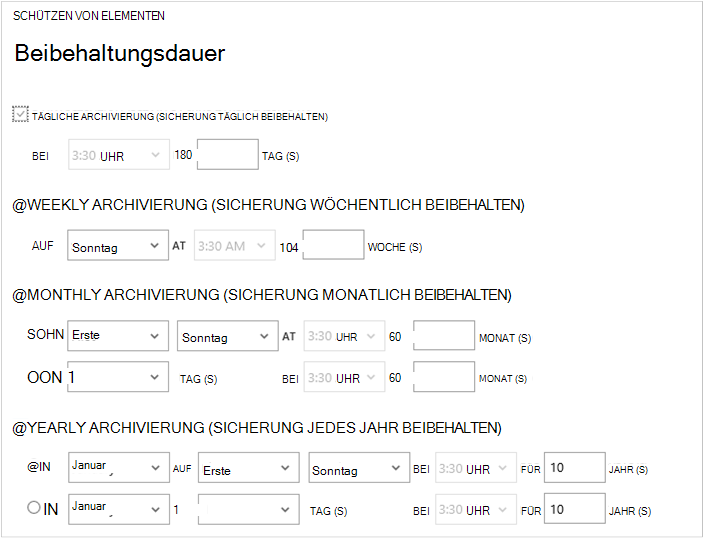 SCHÜTZEN VON ELEMENTEN
Beibehaltungsdauer
TÄGLICHE ARCHIVIERUNG (SICHERUNG TÄGLICH BEIBEHALTEN)
BEI 3:30 UHR 180 TAG (S)
@WEEKLY ARCHIVIERUNG (SICHERUNG WÖCHENTLICH BEIBEHALTEN)
AUF Sonntag AT 3:30 AM 104 WOCHE (S)
@MONTHLY ARCHIVIERUNG (SICHERUNG MONATLICH BEIBEHALTEN)
SOHN Erste Sonntag AT 3:30 UHR 60 MONAT (S)
OON 1 TAG (S) BEI 3:30 UHR 60 MONAT (S)
@YEARLY ARCHIVIERUNG (SICHERUNG JEDES JAHR BEIBEHALTEN)
@IN Januar AUF Erste Sonntag BEI 3:30 UHR FÜR 10 JAHR (S)
IN Januar 1 TAG (S) BEI 3:30 UHR FÜR 10 JAHR (S)